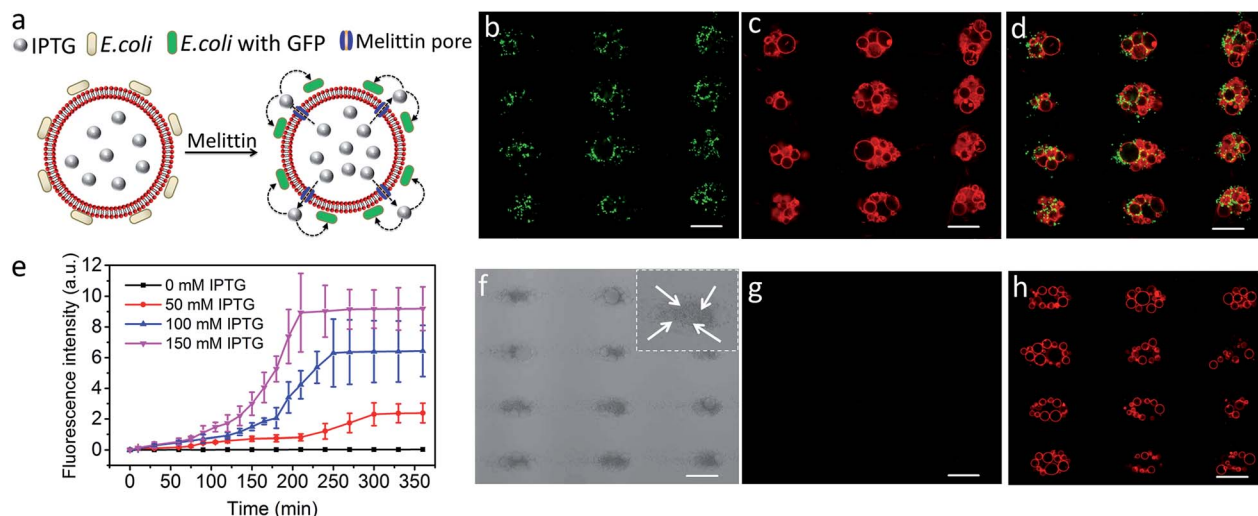 a
IPTG E.coli E.coli with GFP Melittin pore
Melittin
b
c
d
e
Fluorescence intensity (a.u.)
12
10
8
6
4
2
0
0 mM IPTG
50 mM IPTG
100 mM IPTG
150 mM IPTG
0 50 100 150 200 250 300 350
Time (min)
f
g
h